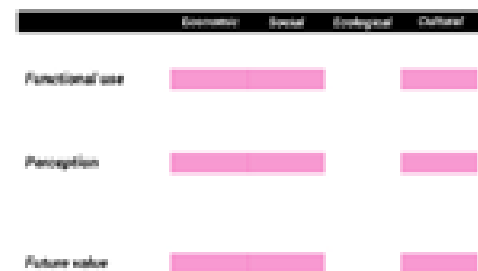 Economic Social Ecological Cultural
Functional use
Perception
Future value